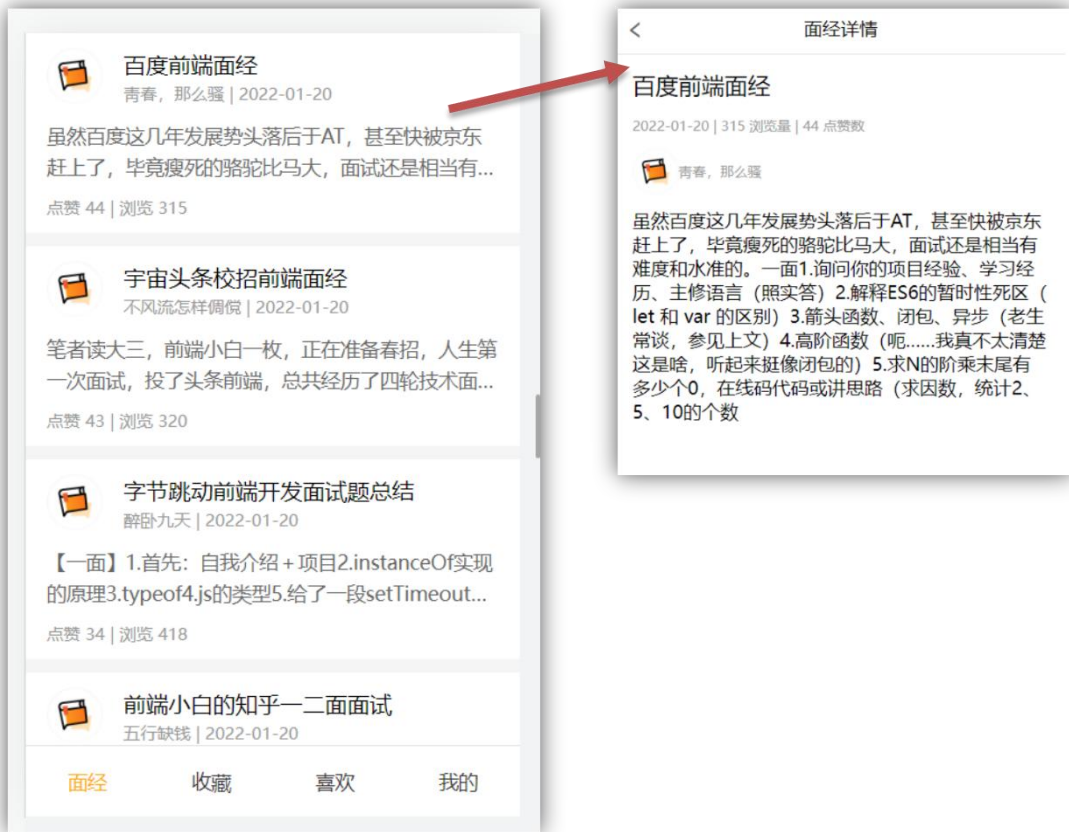 百度前端面经
青春，那么骚 | 2022-01-20
虽然百度这几年发展势头落后于AT，甚至快被京东
赶上了，毕竟瘦死的骆驼比马大，面试还是相当有...
点赞 44 | 浏览 315
宇宙头条校招前端面经
不风流怎样倜傥 | 2022-01-20
笔者读大三，前端小白一枚，正在准备春招，人生第
一次面试，投了头条前端，总共经历了四轮技术面...
点赞 43 | 浏览 320
字节跳动前端开发面试题总结
醉卧九天 | 2022-01-20
【一面】1.首先：自我介绍 + 项目2.instanceOf实现
的原理3.typeof4.js的类型5.给了一段setTimeout...
点赞 34 | 浏览 418
前端小白的知乎一二面面试
五行缺钱 | 2022-01-20
面经 收藏 喜欢 我的
面经详情
百度前端面经
2022-01-20 | 315 浏览量 | 44 点赞数
青春，那么骚
虽然百度这几年发展势头落后于AT，甚至快被京东
赶上了，毕竟瘦死的骆驼比马大，面试还是相当有
难度和水准的。一面1.询问你的项目经验、学习经
历、主修语言（照实答）2.解释ES6的暂时性死区（
let 和 var 的区别）3.箭头函数、闭包、异步（老生
常谈，参见上文）4.高阶函数（呃......我真不太清楚
这是啥，听起来挺像闭包的）5.求N的阶乘末尾有
多少个0，在线码代码或讲思路（求因数，统计2、
5、10的个数